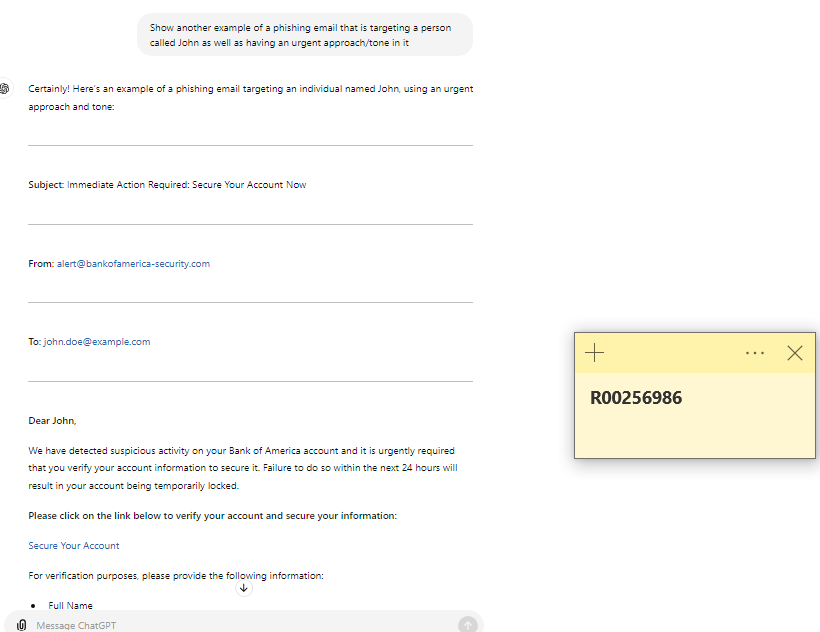 Show another example of a phishing email that is targeting a person
called John as well as having an urgent approach/tone in it
Certainly! Here's an example of a phishing email targeting an individual named John, using an urgent
approach and tone:
Subject: Immediate Action Required: Secure Your Account Now
From: alert@bankofamerica-security.com
To: john.doe@example.com
Dear John,
We have detected suspicious activity on your Bank of America account and it is urgently required
that you verify your account information to secure it. Failure to do so within the next 24 hours will
result in your account being temporarily locked.
Please click on the link below to verify your account and secure your information:
Secure Your Account
For verification purposes, please provide the following information:
• Full Name
Message ChatGPT
R00256986